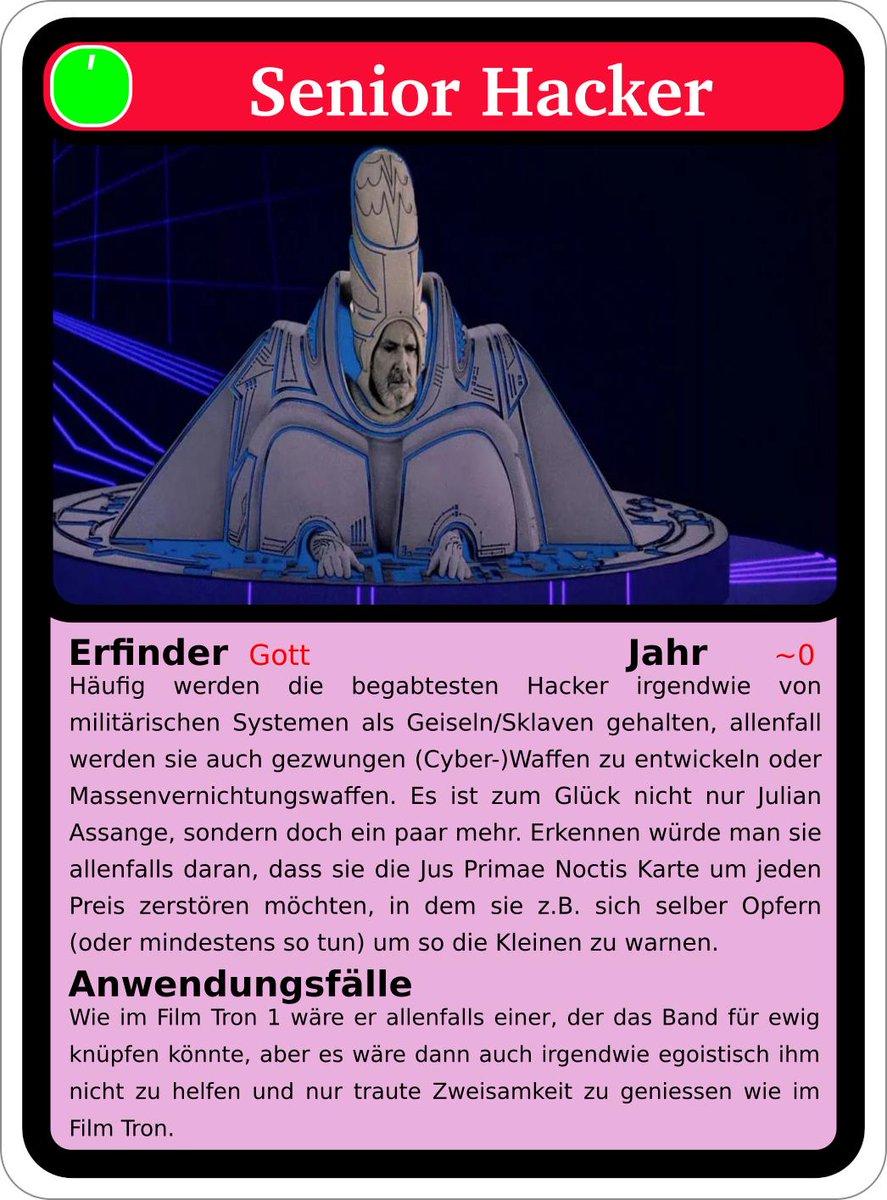 '
Senior Hacker
Erfinder Gott Jahr ~0
Häufig werden die begabtesten Hacker irgendwie von
militärischen Systemen als Geiseln/Sklaven gehalten, allenfall
werden sie auch gezwungen (Cyber-)Waffen zu entwickeln oder
Massenvernichtungswaffen. Es ist zum Glück nicht nur Julian
Assange, sondern doch ein paar mehr. Erkennen würde man sie
allenfalls daran, dass sie die Jus Primae Noctis Karte um jeden
Preis zerstören möchten, in dem sie z.B. sich selber Opfern
(oder mindestens so tun) um so die Kleinen zu warnen.
Anwendungsfälle
Wie im Film Tron 1 wäre er allenfalls einer, der das Band für ewig
knüpfen könnte, aber es wäre dann auch irgendwie egoistisch ihm
nicht zu helfen und nur traute Zweisamkeit zu geniessen wie im
Film Tron.